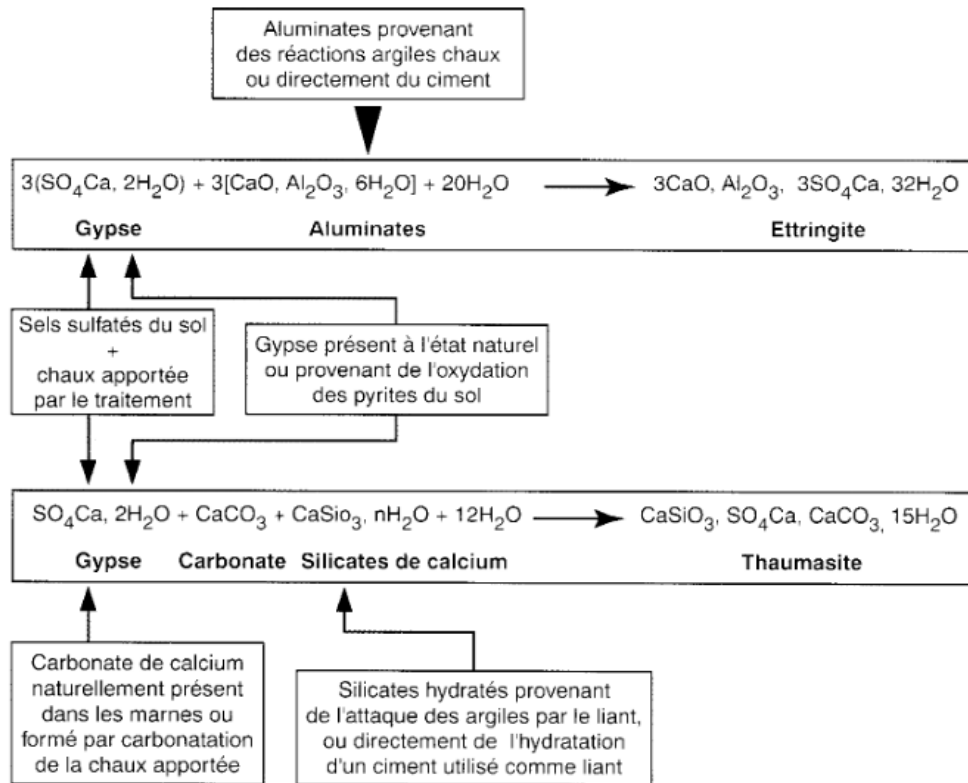 Aluminates provenant
des réactions argiles chaux
ou directement du ciment
3(SO₄Ca, 2H₂O) + 3[CaO, Al₂O₃, 6H₂O] + 20H₂O → 3CaO, Al₂O₃, 3SO₄Ca, 32H₂O
Gypse Aluminates Ettringite
Sels sulfatés du sol
+
chaux apportée
par le traitement
Gypse présent à l'état naturel
ou provenant de l'oxydation
des pyrites du sol
SO₄Ca, 2H₂O + CaCO₃ + CaSio₃, nH₂O + 12H₂O → CaSiO₃, SO₄Ca, CaCO₃, 15H₂O
Gypse Carbonate Silicates de calcium Thaumasite
Carbonate de calcium
naturellement présent
dans les marnes ou
formé par carbonatation
de la chaux apportée
Silicates hydratés provenant
de l'attaque des argiles par le liant,
ou directement de l'hydratation
d'un ciment utilisé comme liant